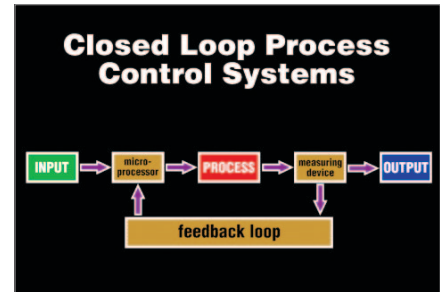 Closed Loop Process
Control Systems
INPUT
micro-
processor
PROCESS
measuring
device
OUTPUT
feedback loop